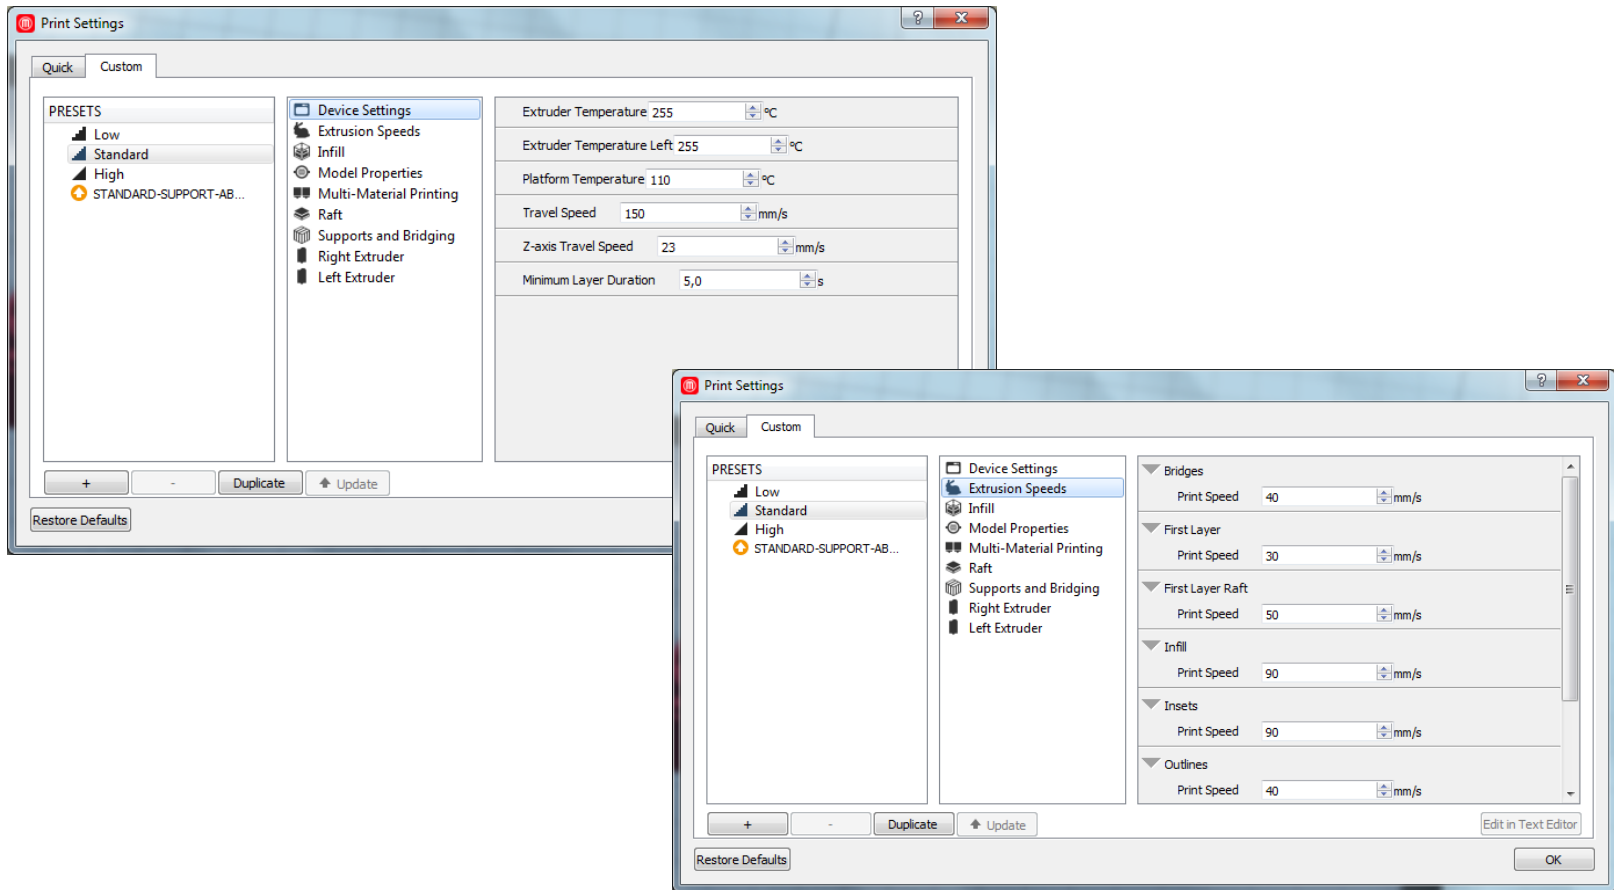 Print Settings
?
X
Quick
Custom
PRESETS
Low
Standard
High
STANDARD-SUPPORT-AB...
Device Settings
Extrusion Speeds
Infill
Model Properties
Multi-Material Printing
Raft
Supports and Bridging
Right Extruder
Left Extruder
Extruder Temperature 255 ºC
Extruder Temperature Left 255 ºC
Platform Temperature 110 ºC
Travel Speed 150 mm/s
Z-axis Travel Speed 23 mm/s
Minimum Layer Duration 5,0 s
+
-
Duplicate
Update
Restore Defaults
Print Settings
?
X
Quick
Custom
PRESETS
Low
Standard
High
STANDARD-SUPPORT-AB...
Device Settings
Extrusion Speeds
Infill
Model Properties
Multi-Material Printing
Raft
Supports and Bridging
Right Extruder
Left Extruder
Bridges
Print Speed 40 mm/s
First Layer
Print Speed 30 mm/s
First Layer Raft
Print Speed 50 mm/s
Infill
Print Speed 90 mm/s
Insets
Print Speed 90 mm/s
Outlines
Print Speed 40 mm/s
+
-
Duplicate
Update
Edit in Text Editor
Restore Defaults
OK